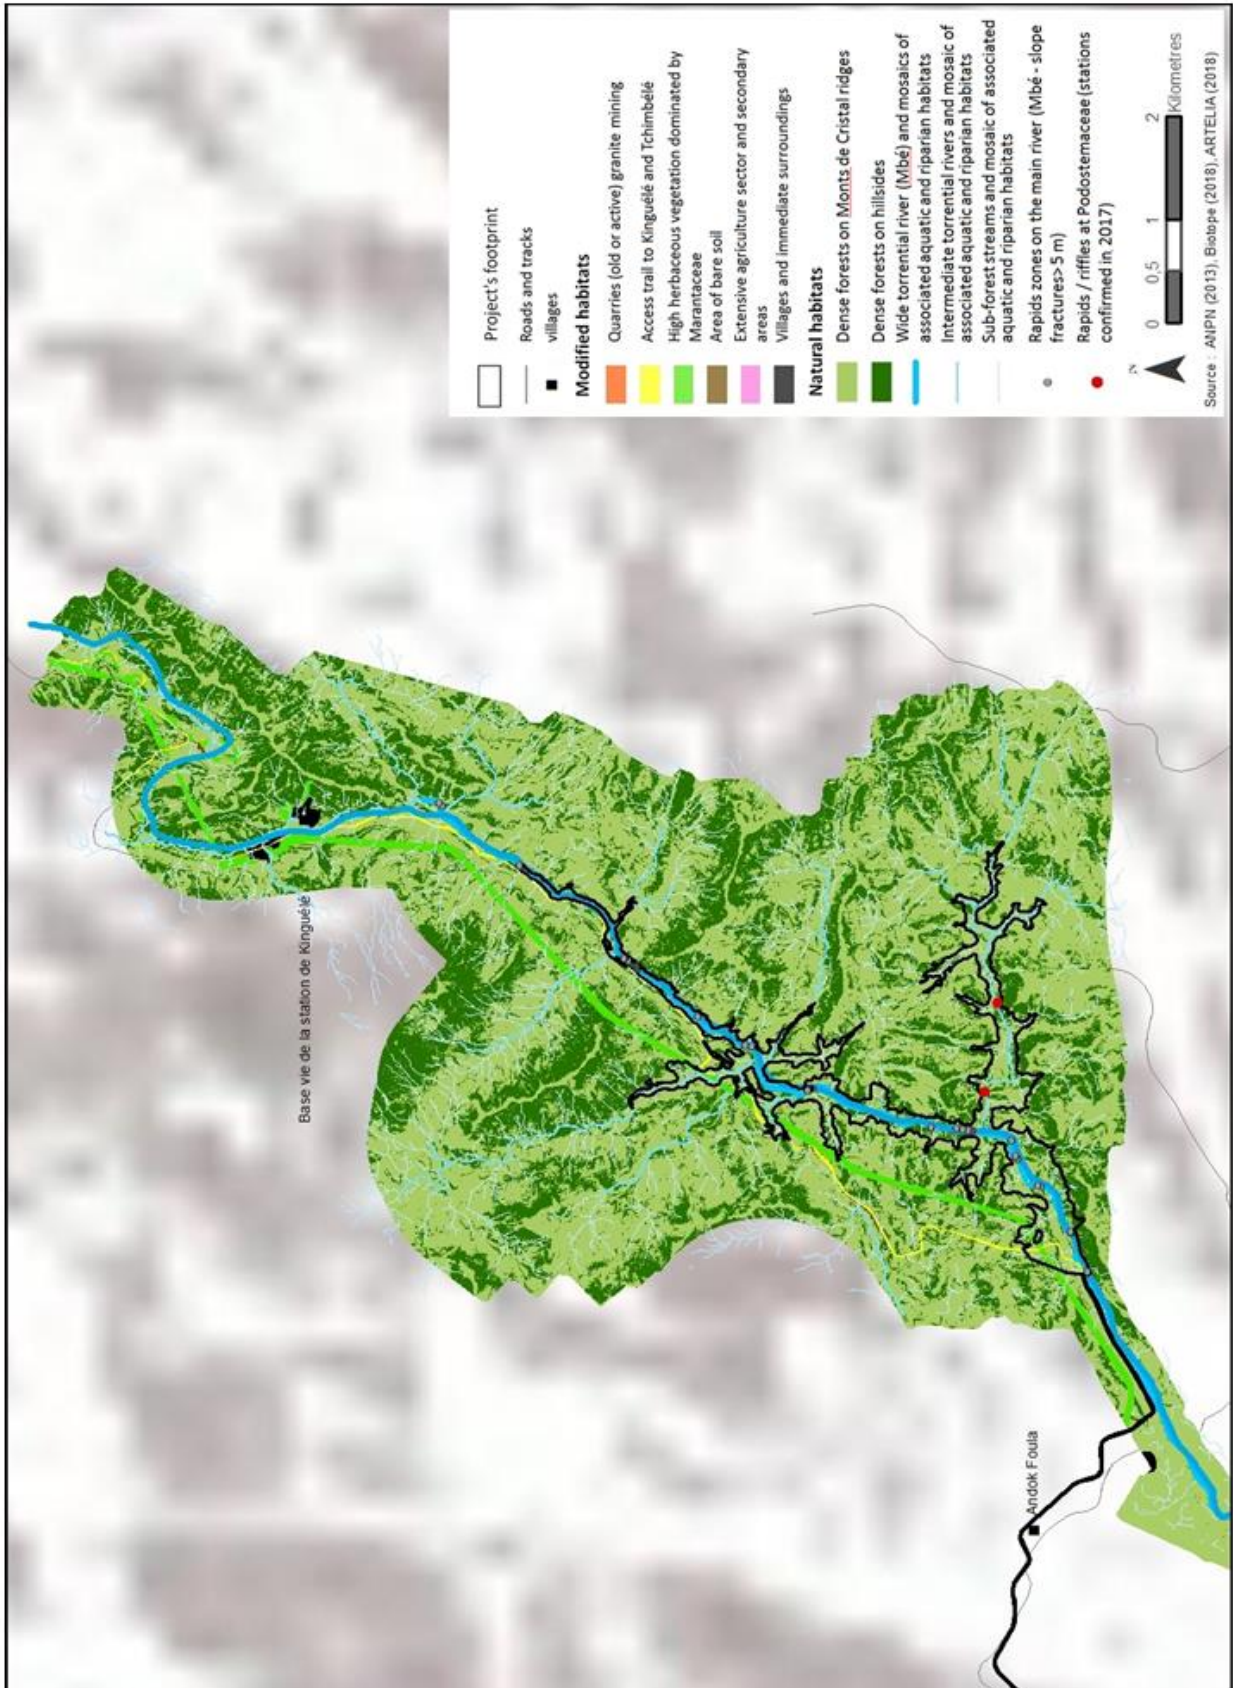 Project's footprint
Roads and tracks
villages
Modified habitats
Quarries (old or active) granite mining
Access trail to Kinguélé and Tchimbélé
High herbaceous vegetation dominated by
Marantaceae
Area of bare soil
Extensive agriculture sector and secondary
areas
Villages and immediate surroundings
Natural habitats
Dense forests on Monts de Cristal ridges
Dense forests on hillsides
Wide torrential river (Mbé) and mosaics of
associated aquatic and riparian habitats
Intermediate torrential rivers and mosaic of
associated aquatic and riparian habitats
Sub-forest streams and mosaic of associated
aquatic and riparian habitats
Rapids zones on the main river (Mbé - slope
fractures> 5 m)
Rapids / riffles at Podostemaceae (stations
confirmed in 2017)
N
0 0,5 1 2
Kilometres
Source : ANPN (2013), Biotope (2018), ARTELIA (2018)
Base vie de la station de Kinguélé
Andok Foula